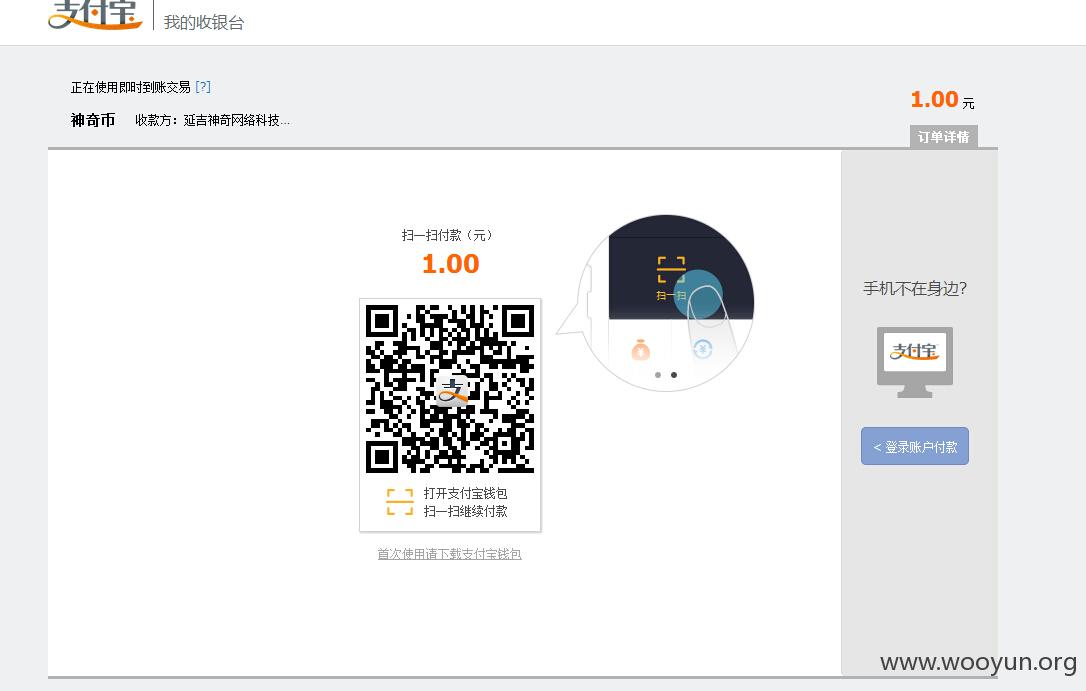 支付宝 我的收银台
正在使用即时到账交易 [?]
1.00 元
神奇币 收款方：延吉神奇网络科技...
订单详情
扫一扫付款（元）
1.00
扫一扫
手机不在身边?
支付宝
< 登录账户付款
支
打开支付宝钱包
扫一扫继续付款
首次使用请下载支付宝钱包
www.wooyun.org